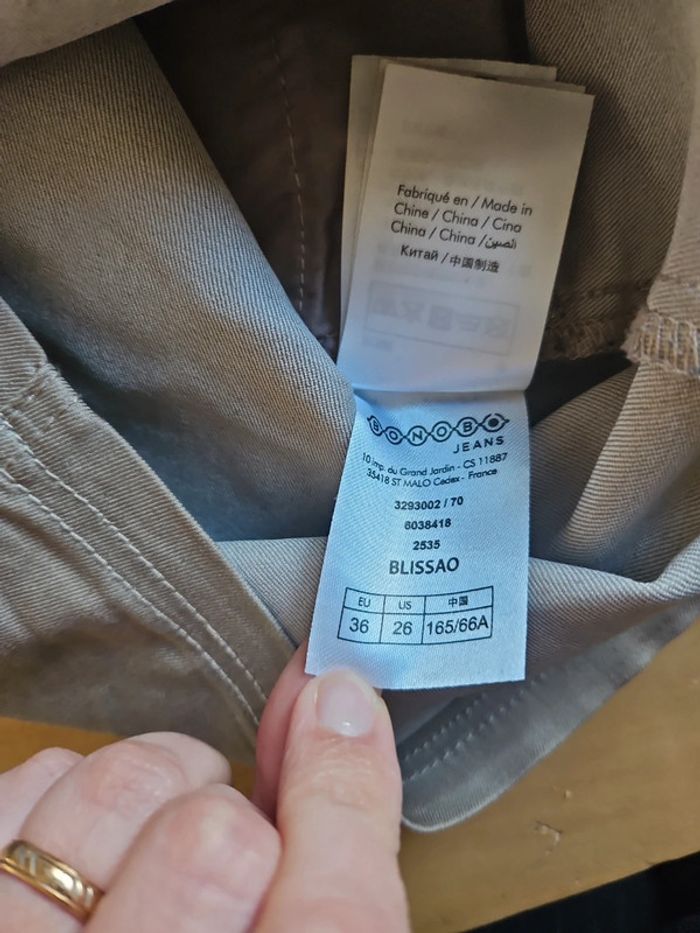 Fabriqué en / Made in
Chine / China / Cina
China / China / الصين
Китай / 中国制造
BONOBO
JEANS
10 imp. du Grand Jardin - CS 11887
35418 ST MALO Cedex - France
3293002 / 70
6038418
2535
BLISSAO
EU US 中国
36 26 165/66A